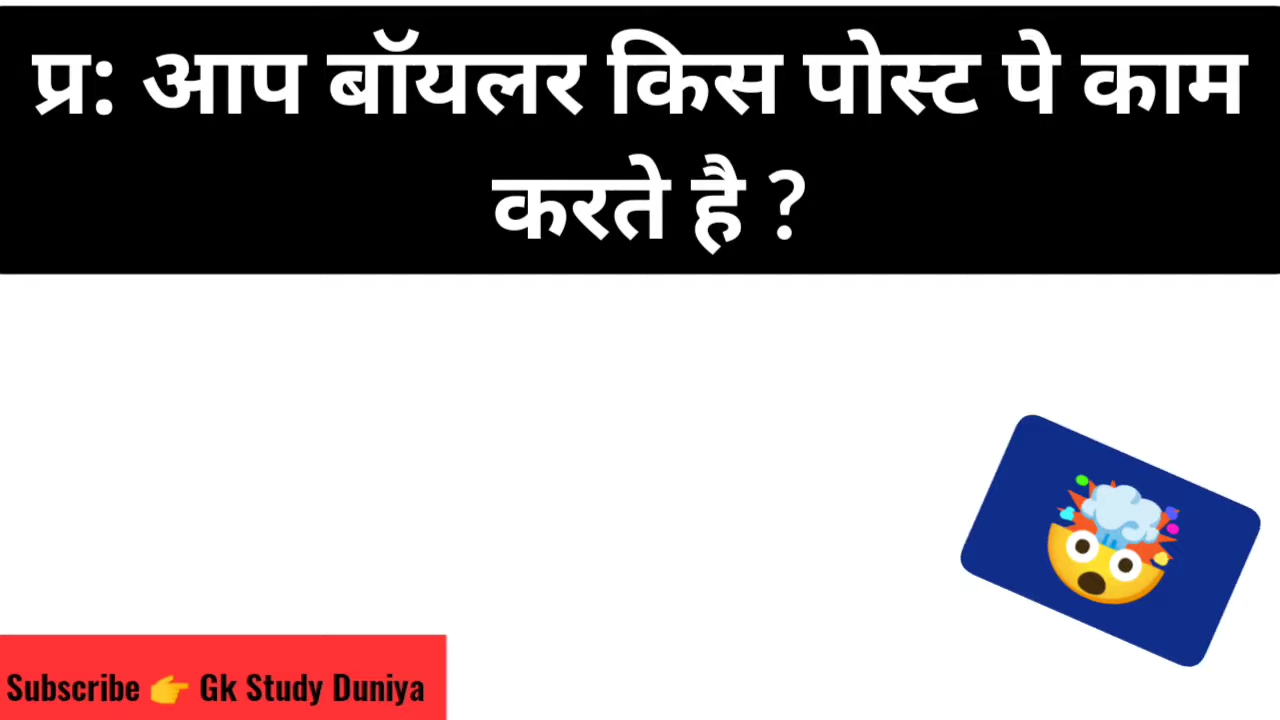 प्र: आप बॉयलर किस पोस्ट पे काम
करते है ?
Subscribe 👉 Gk Study Duniya